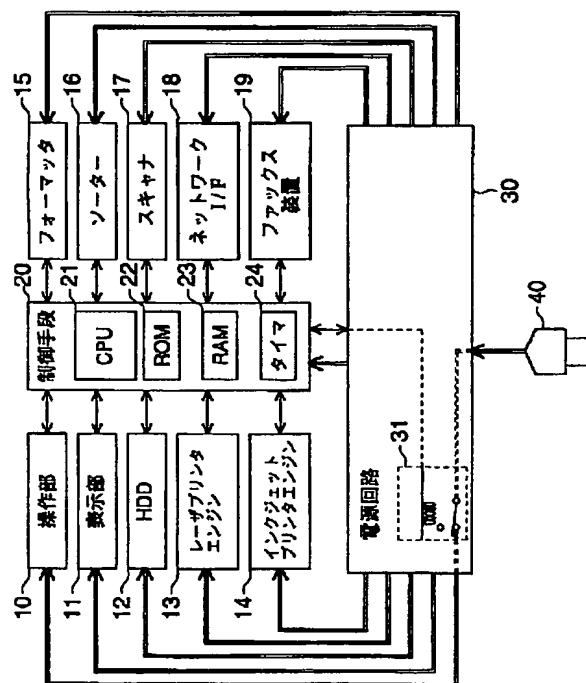 10
操作部
11
表示部
12
HDD
13
レーザプリンタ
エンジン
14
インクジェット
プリンタエンジン
20
制御手段
21
CPU
22
ROM
23
RAM
24
タイマ
15
フォーマッタ
16
ソーター
17
スキャナ
18
ネットワーク
I/F
19
ファックス
装置
電源回路
31
30
40